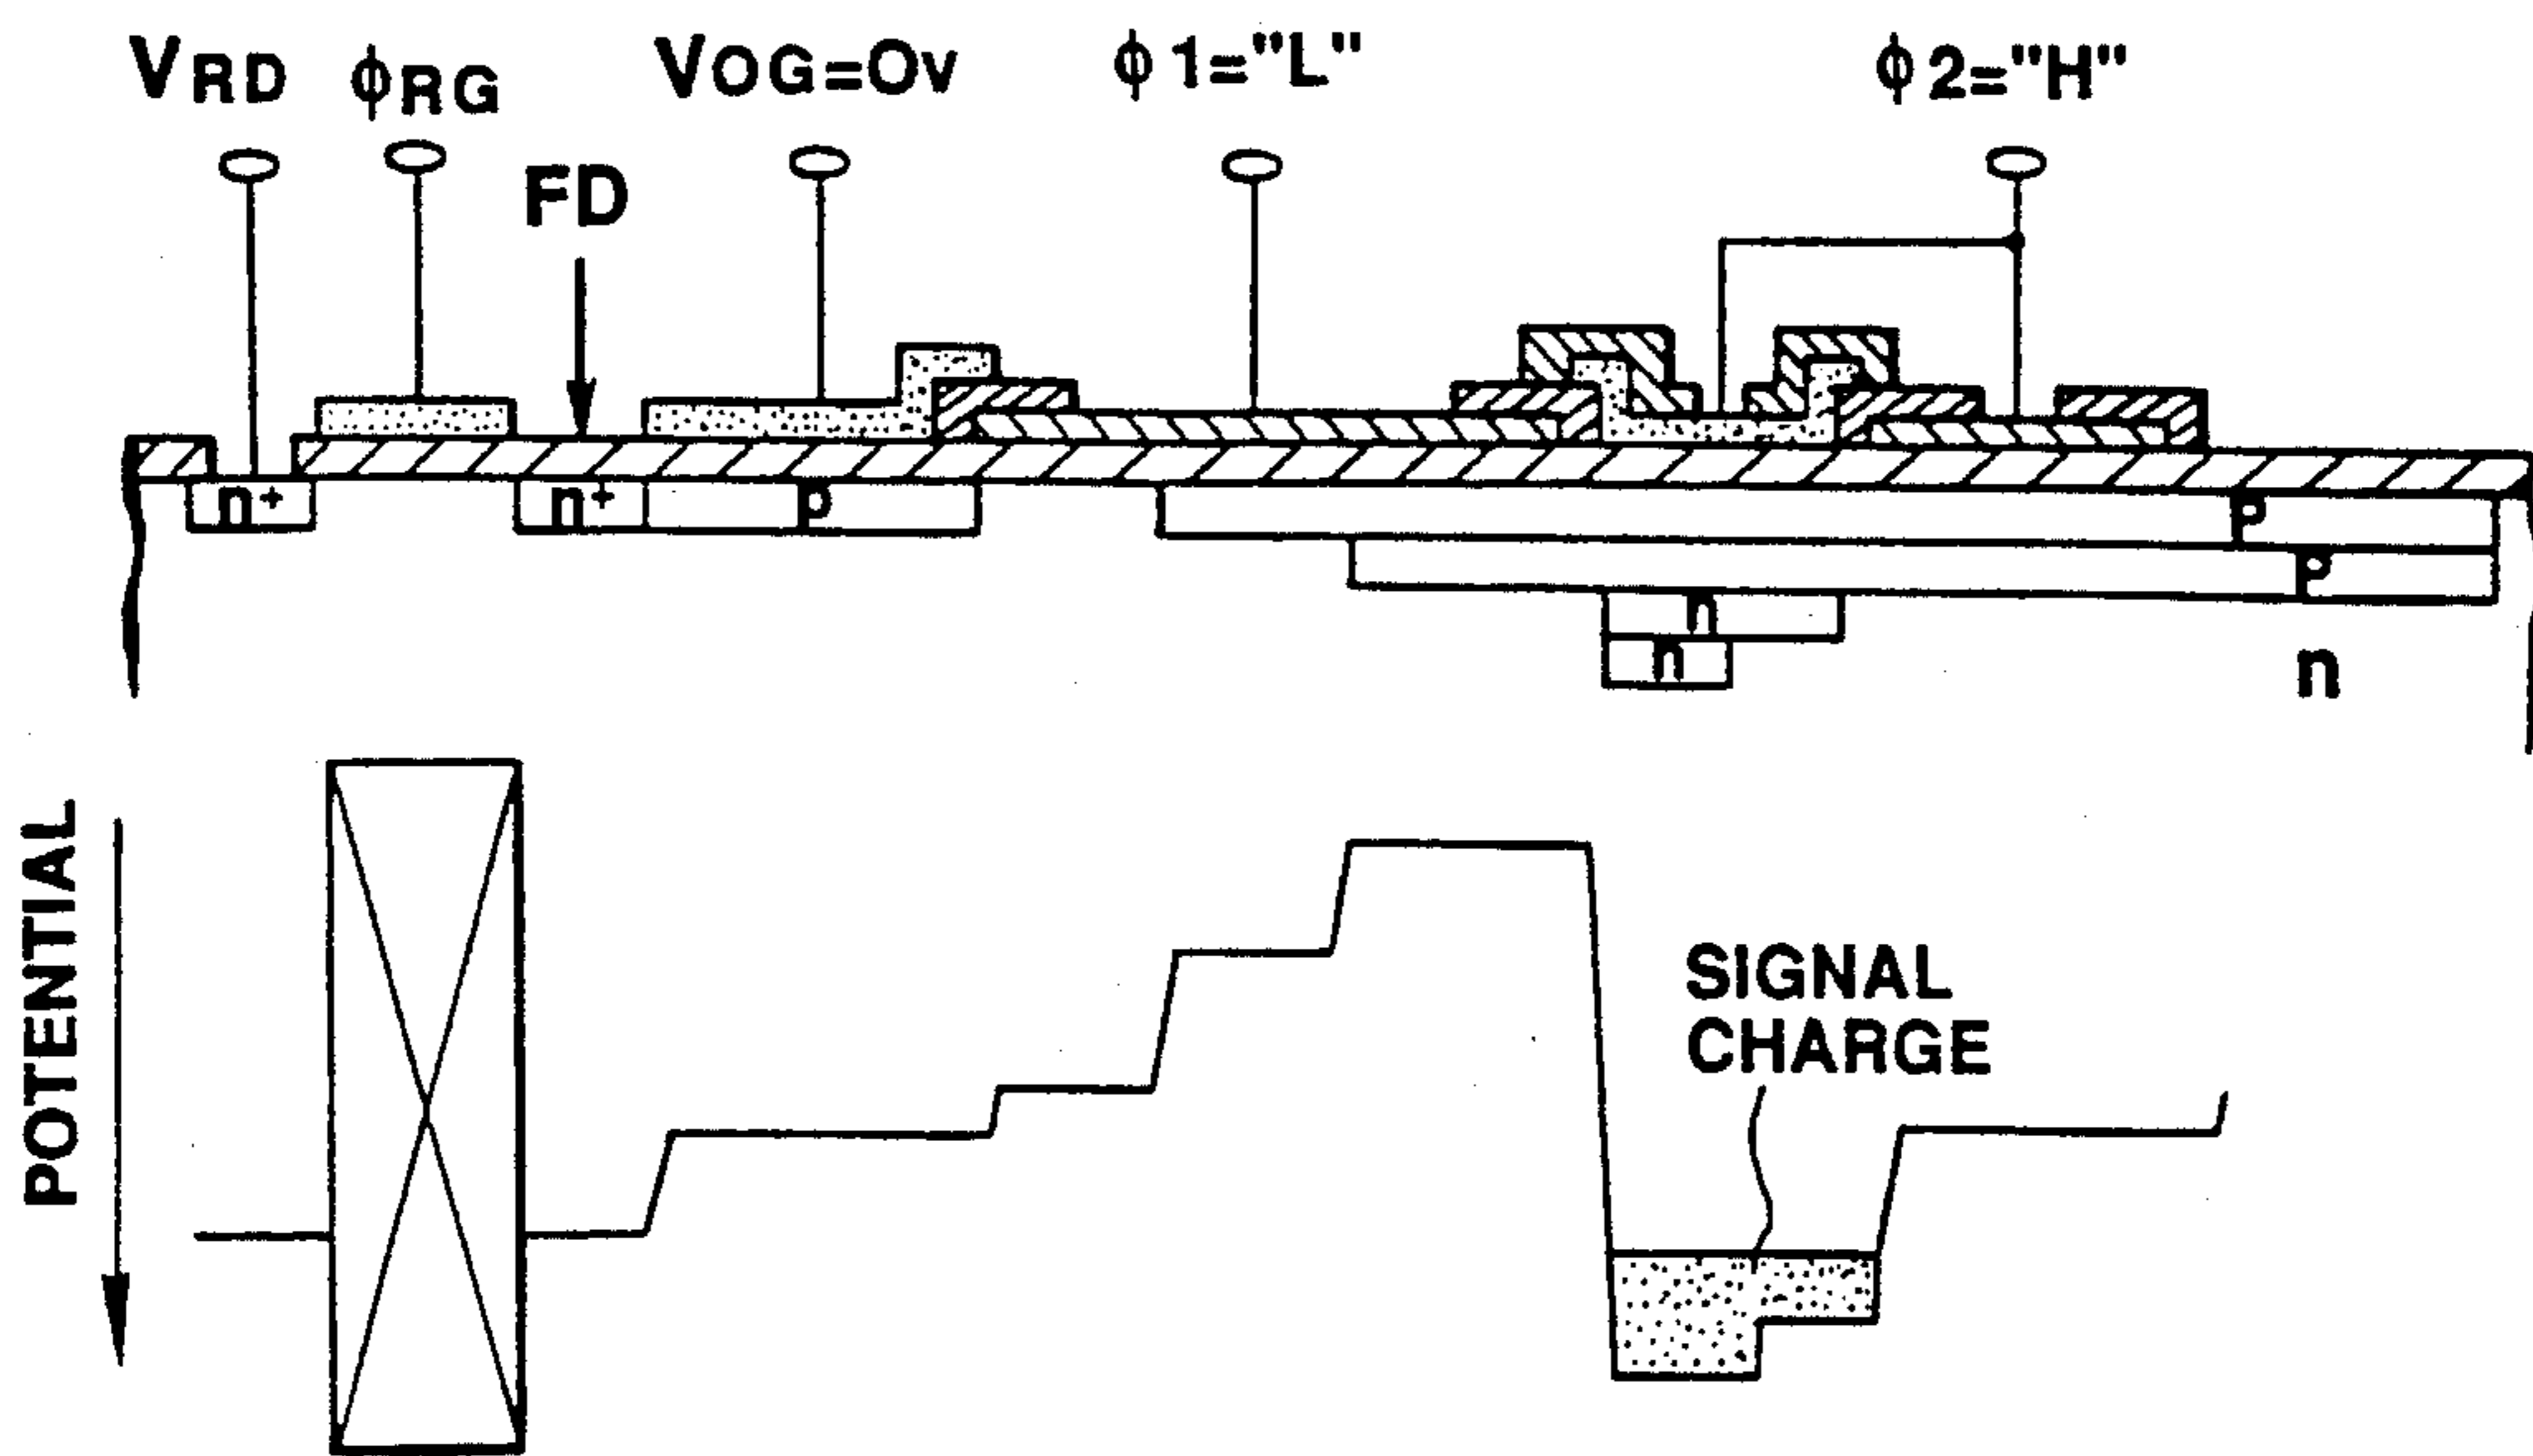 VRD
ϕRG
VOG=0V
ϕ1="L"
ϕ2="H"
FD
n+
n+
p
p
p
n
n
n
POTENTIAL
SIGNAL
CHARGE